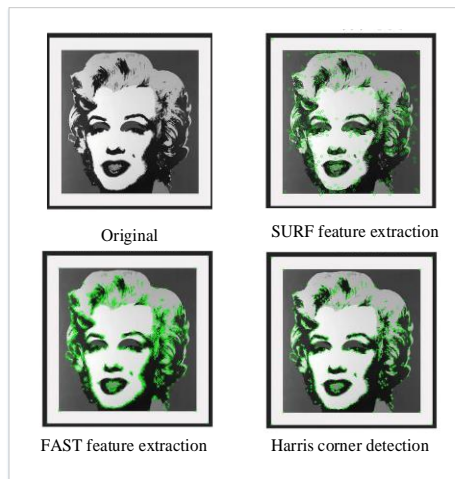 Original
SURF feature extraction
FAST feature extraction
Harris corner detection